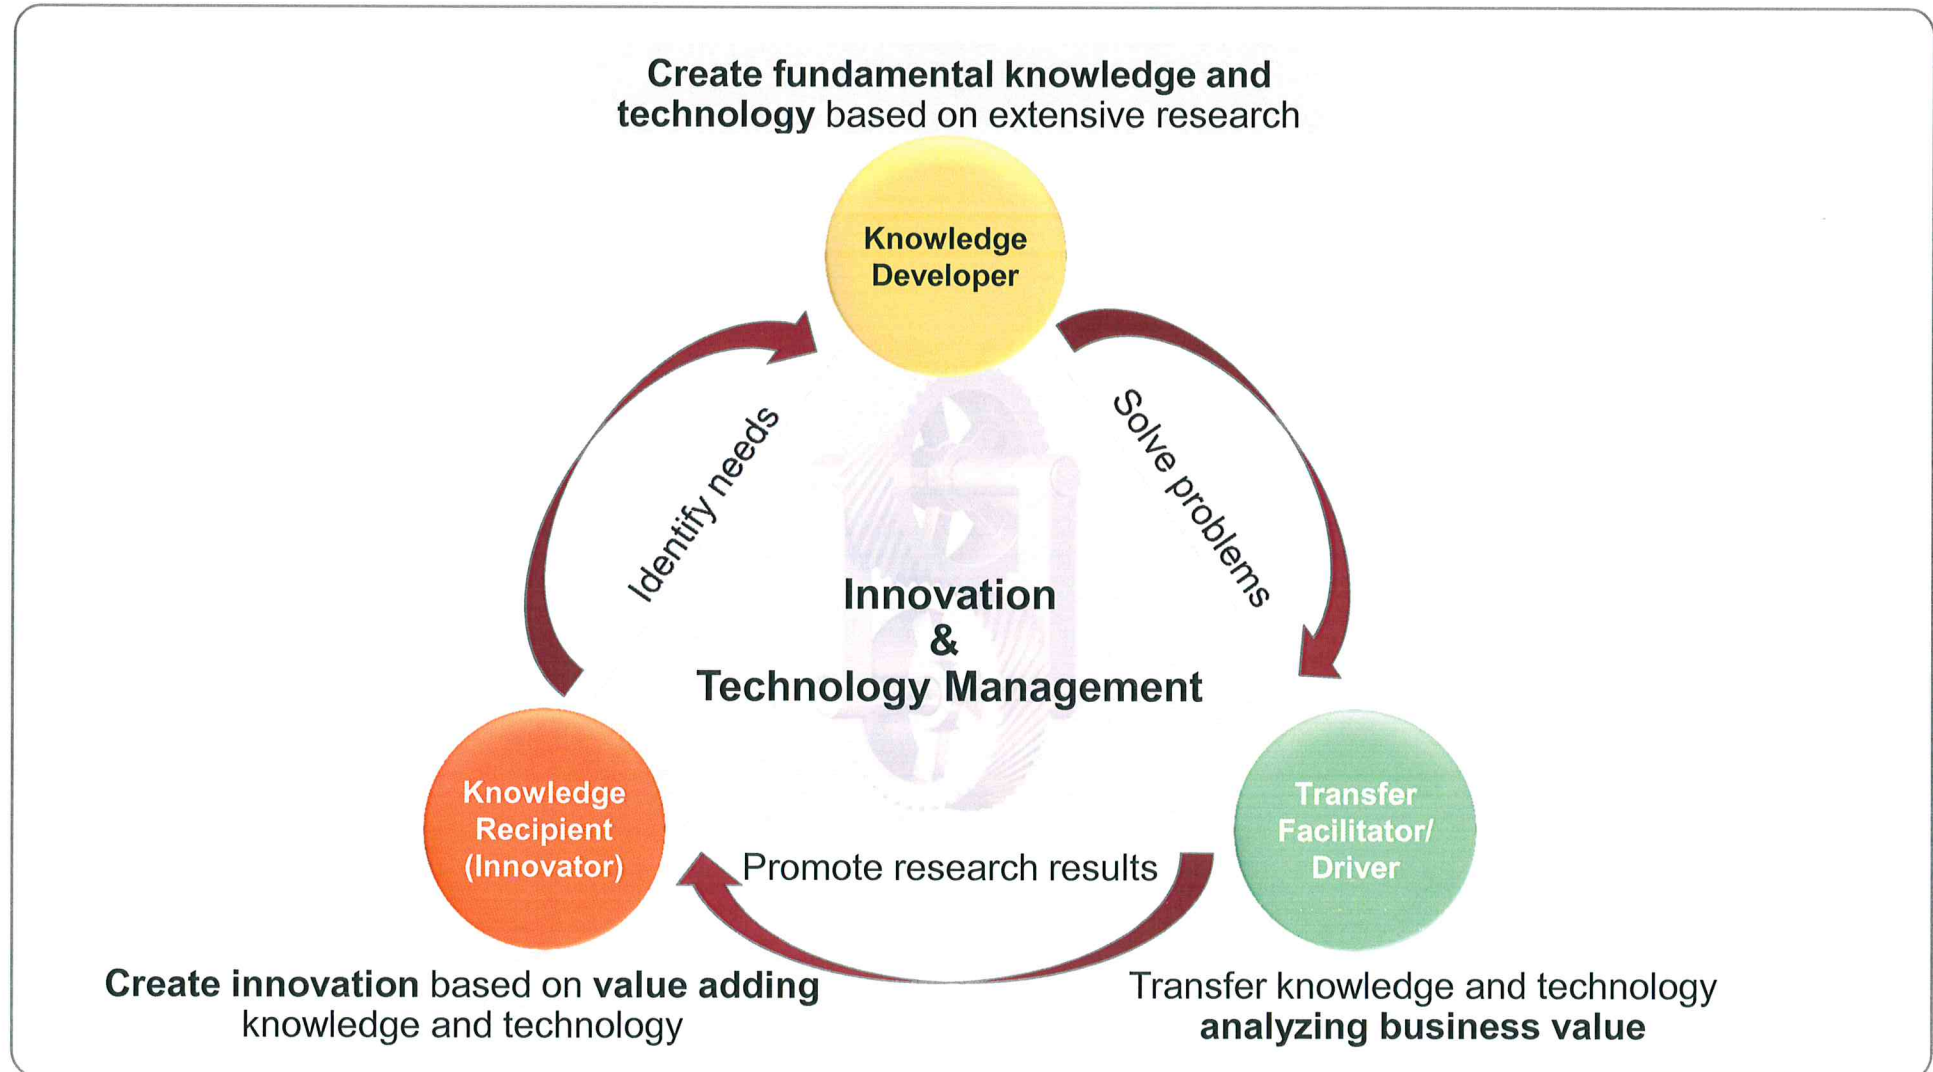 Create fundamental knowledge and
technology based on extensive research
Knowledge
Developer
Identify needs
Solve problems
Innovation
&
Technology Management
Knowledge
Recipient
(Innovator)
Transfer
Facilitator/
Driver
Promote research results
Create innovation based on value adding
knowledge and technology
Transfer knowledge and technology
analyzing business value